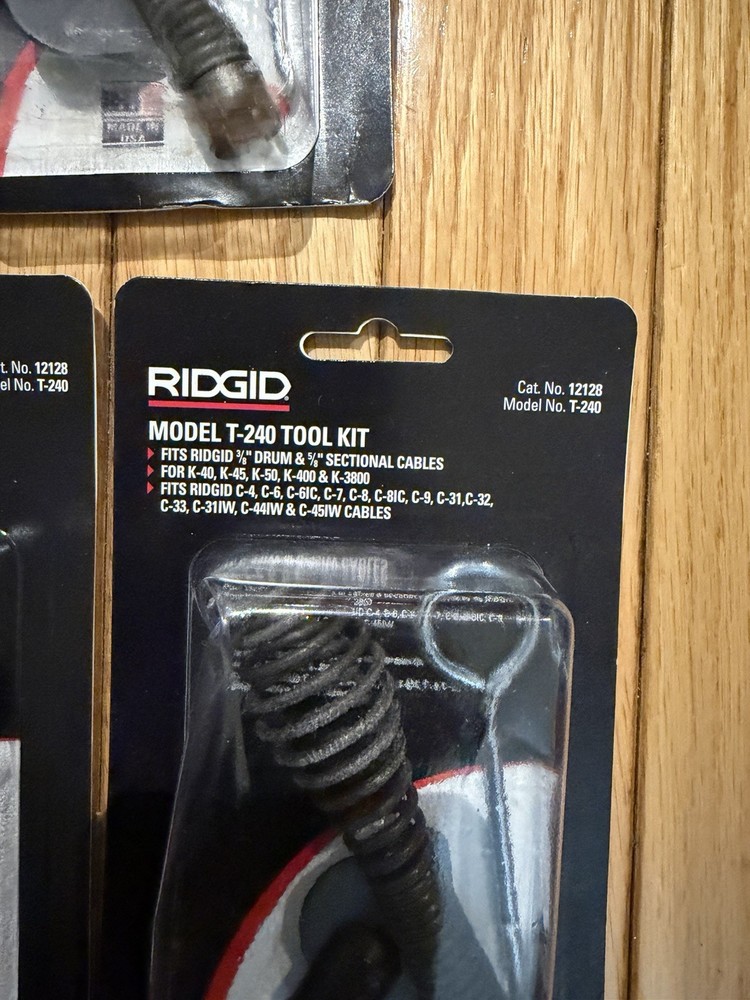 MADE IN
USA
t. No. 12128
el No. T-240
RIDGID
Cat. No. 12128
Model No. T-240
MODEL T-240 TOOL KIT
FITS RIDGID 3/8" DRUM & 5/8" SECTIONAL CABLES
FOR K-40, K-45, K-50, K-400 & K-3800
FITS RIDGID C-4, C-6, C-6IC, C-7, C-8, C-8IC, C-9, C-31,C-32,
C-33, C-31IW, C-44IW & C-45IW CABLES